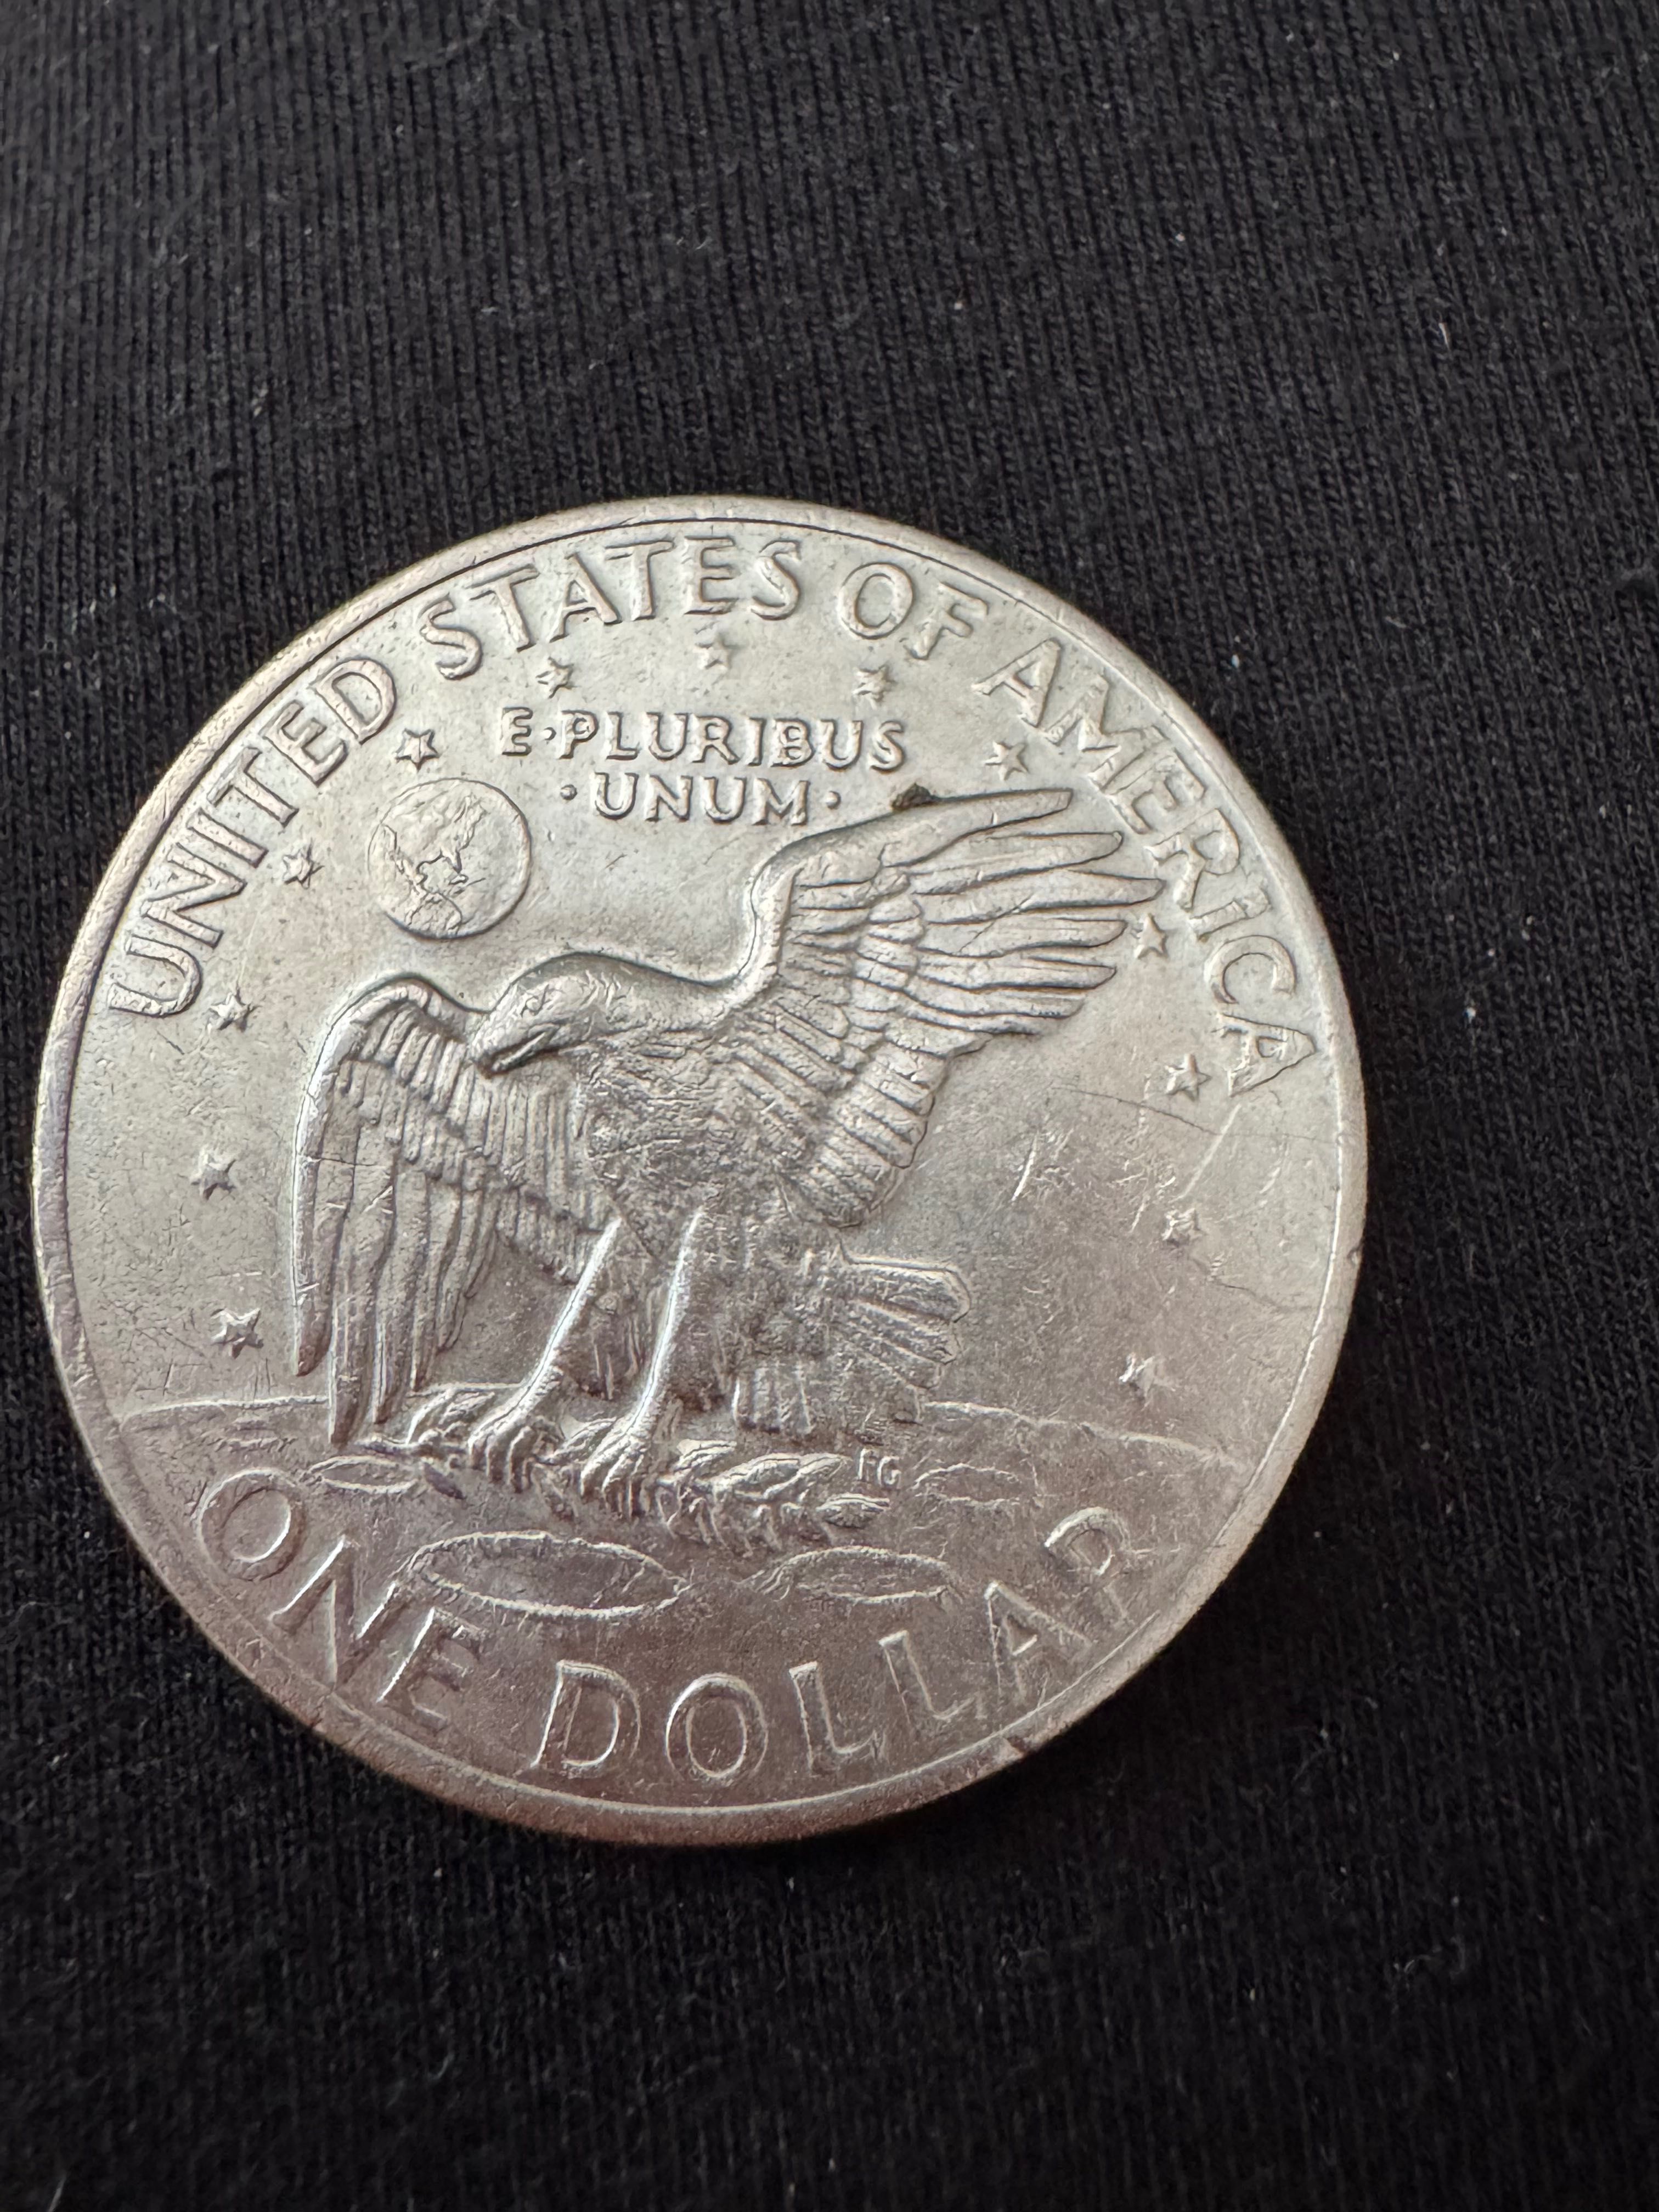 UNITED STATES OF AMERICA
E·PLURIBUS
·UNUM·
FG
ONE DOLLAR